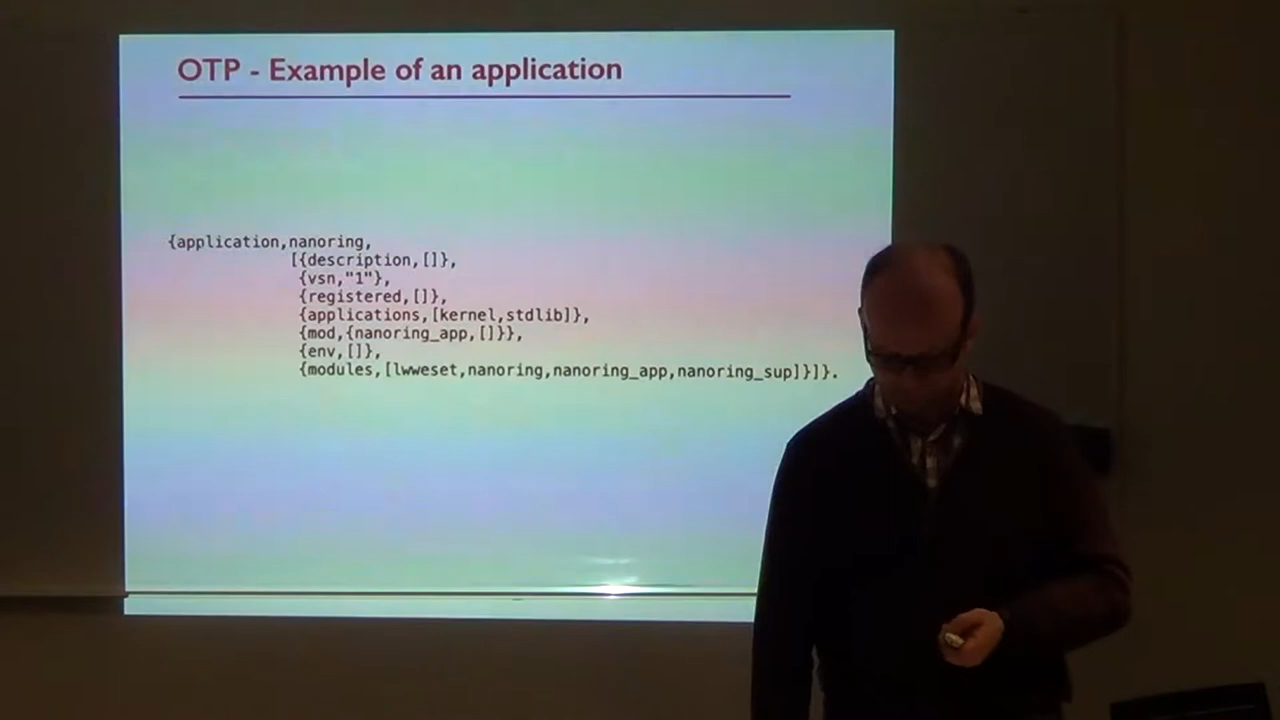 OTP - Example of an application
{application,nanoring,
[{description,[]},
{vsn,"1"},
{registered,[]},
{applications,[kernel,stdlib]},
{mod,{nanoring_app,[]}},
{env,[]},
{modules,[lwweset,nanoring,nanoring_app,nanoring_sup]}]}.